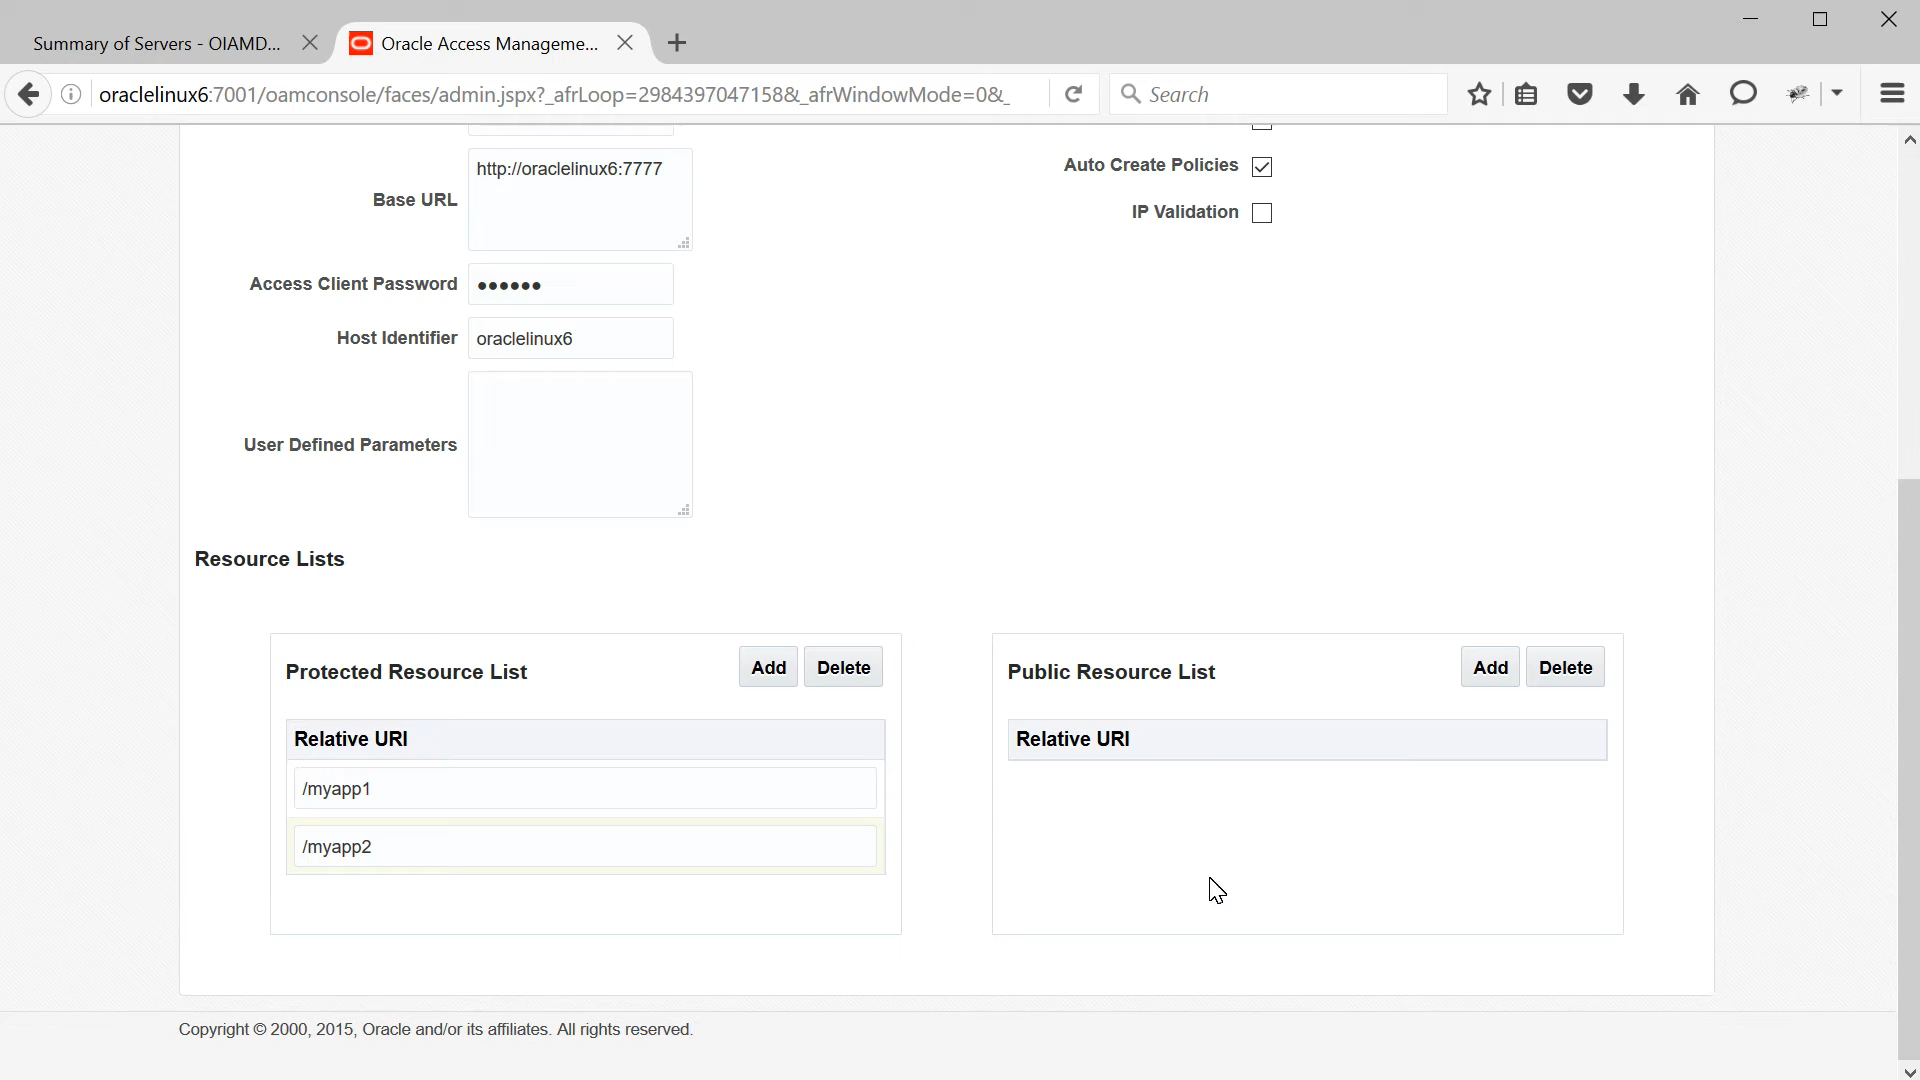 Summary of Servers - OIAMD...
Oracle Access Manageme...
oraclelinux6:7001/oamconsole/faces/admin.jspx?_afrLoop=2984397047158&_afrWindowMode=0&_
Search
Base URL
http://oraclelinux6:7777
Auto Create Policies
IP Validation
Access Client Password
Host Identifier
oraclelinux6
User Defined Parameters
Resource Lists
Protected Resource List
Add
Delete
Relative URI
/myapp1
/myapp2
Public Resource List
Add
Delete
Relative URI
Copyright © 2000, 2015, Oracle and/or its affiliates. All rights reserved.